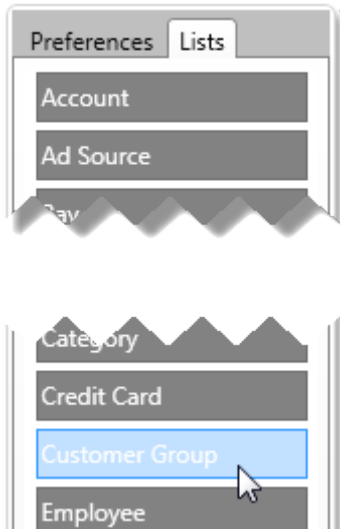 Preferences Lists
Account
Ad Source
Category
Credit Card
Customer Group
Employee